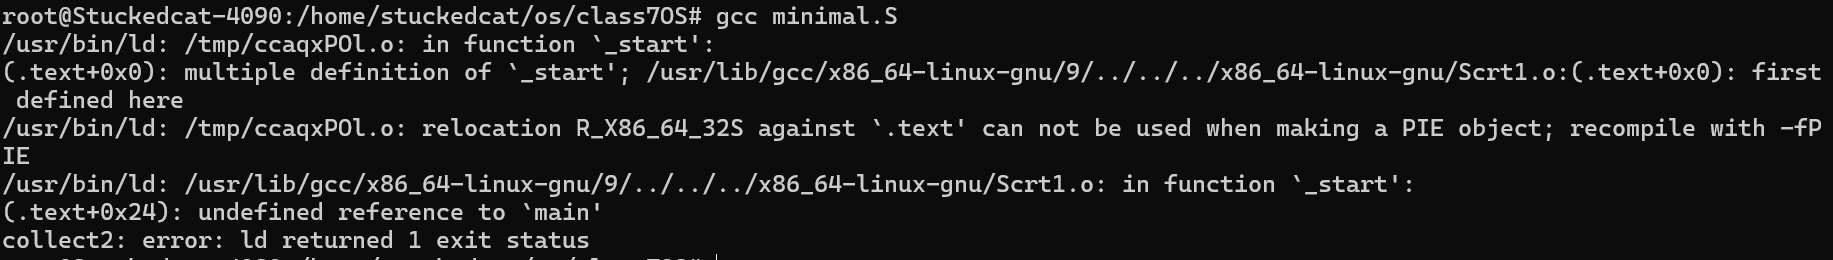 root@Stuckedcat-4090:/home/stuckedcat/os/class7OS# gcc minimal.S
/usr/bin/ld: /tmp/ccaqxPOl.o: in function `_start':
(.text+0x0): multiple definition of `_start'; /usr/lib/gcc/x86_64-linux-gnu/9/../../../x86_64-linux-gnu/Scrt1.o:(.text+0x0): first
 defined here
/usr/bin/ld: /tmp/ccaqxPOl.o: relocation R_X86_64_32S against `.text' can not be used when making a PIE object; recompile with -fP
IE
/usr/bin/ld: /usr/lib/gcc/x86_64-linux-gnu/9/../../../x86_64-linux-gnu/Scrt1.o: in function `_start':
(.text+0x24): undefined reference to `main'
collect2: error: ld returned 1 exit status